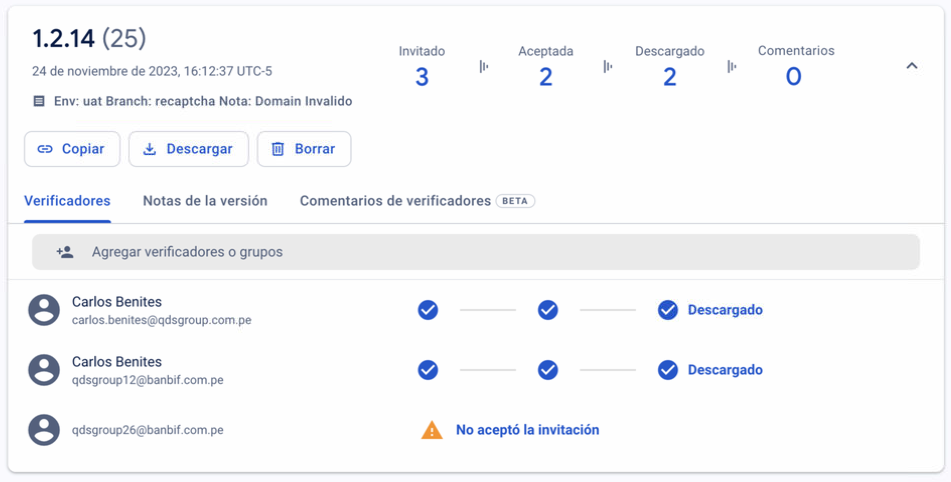 1.2.14 (25)
24 de noviembre de 2023, 16:12:37 UTC-5
Env: uat Branch: recaptcha Nota: Domain Invalido
Invitado
3
Aceptada
2
Descargado
2
Comentarios
0
Copiar
Descargar
Borrar
Verificadores
Notas de la versión
Comentarios de verificadores BETA
Agregar verificadores o grupos
Carlos Benites
carlos.benites@qdsgroup.com.pe
Descargado
Carlos Benites
qdsgroup12@banbif.com.pe
Descargado
qdsgroup26@banbif.com.pe
No aceptó la invitación